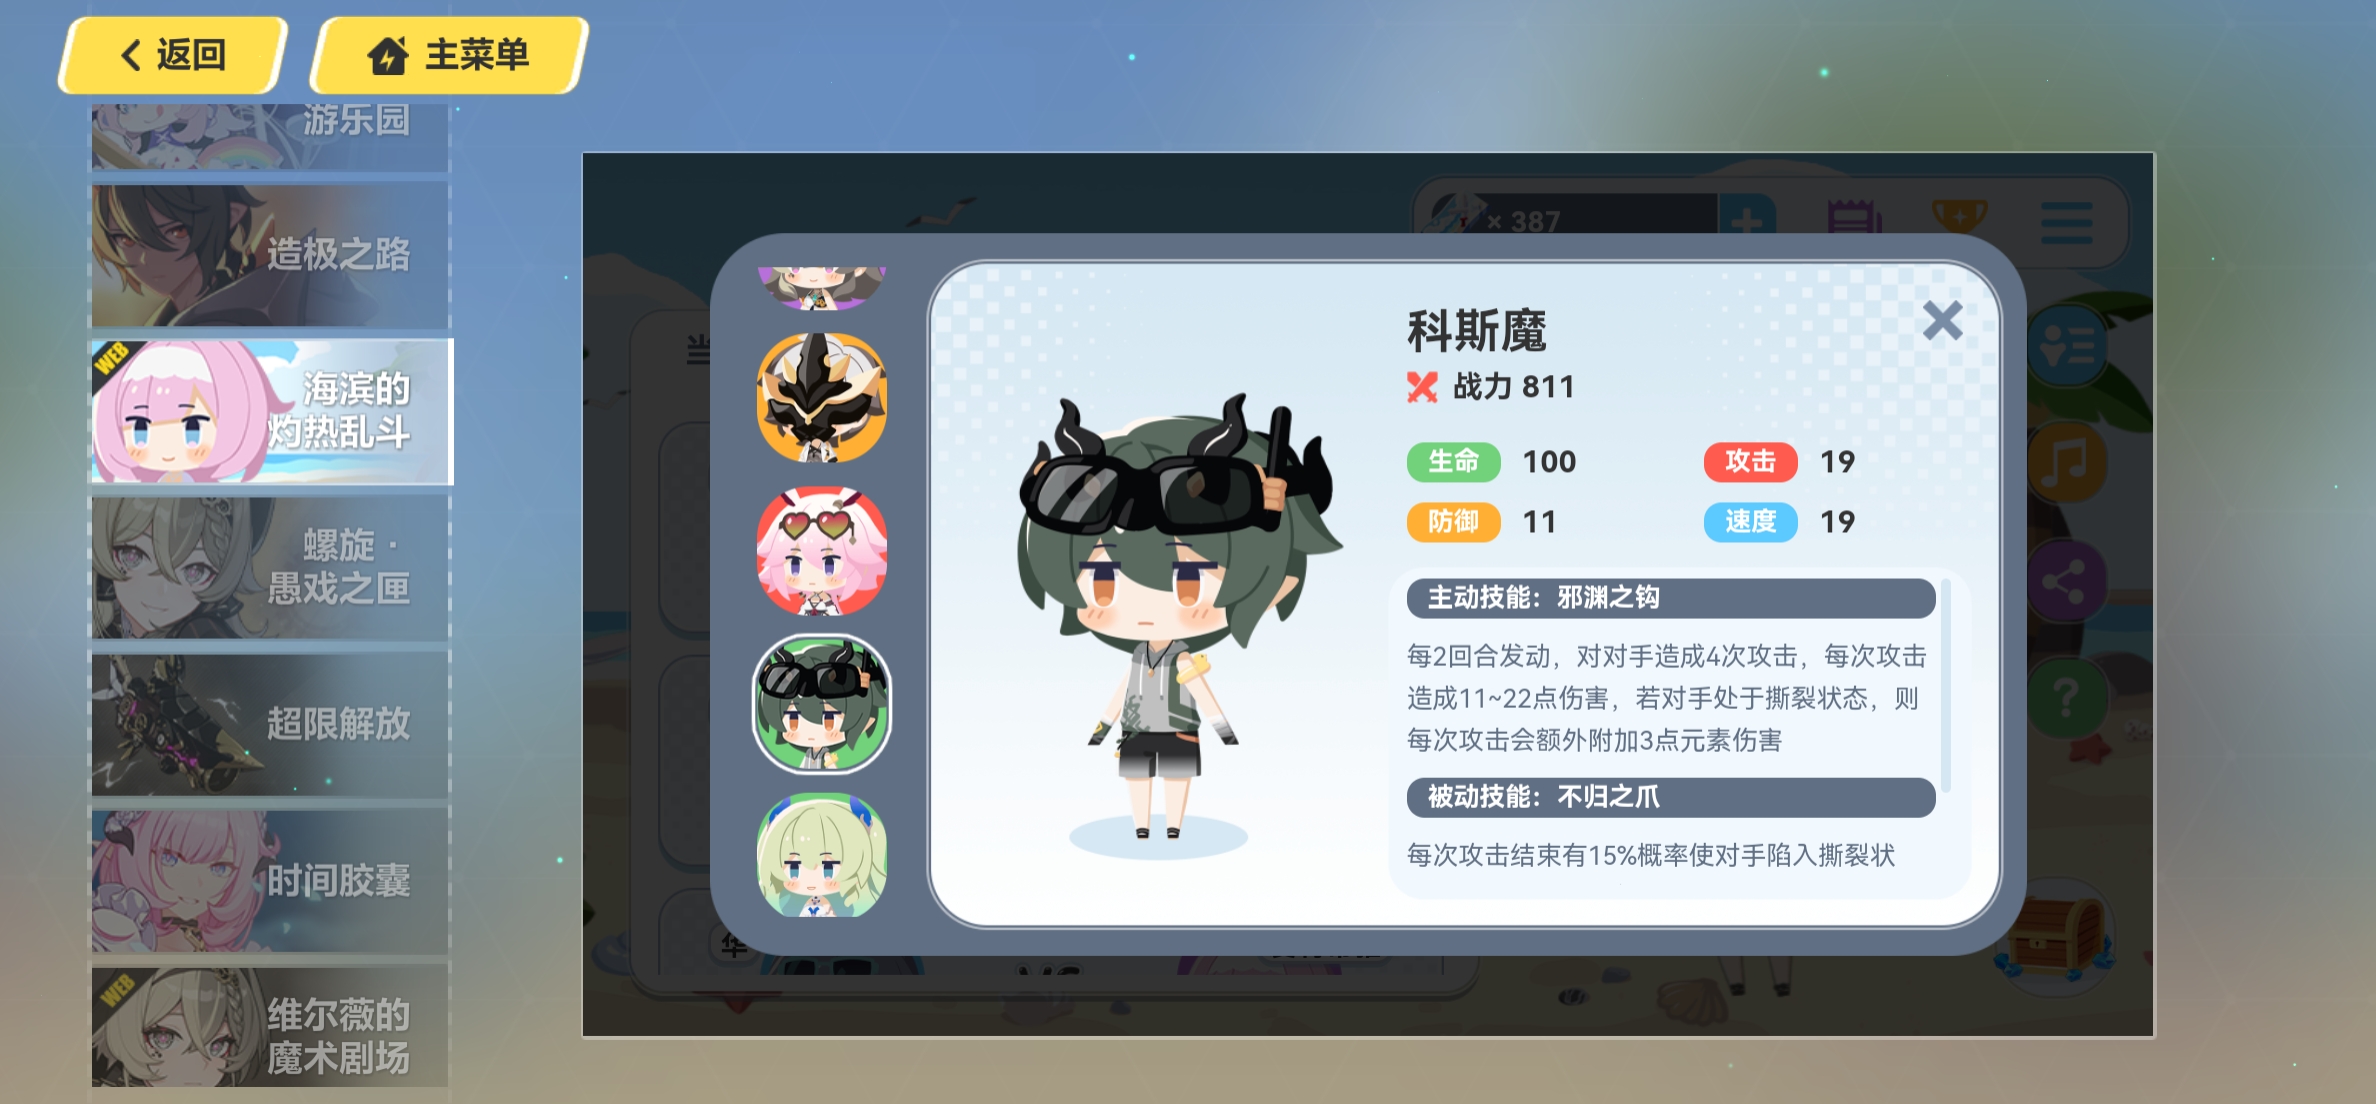 返回
主菜单
游乐园
造极之路
WEB
海滨的
灼热乱斗
螺旋·
愚戏之匣
超限解放
时间胶囊
WEB
维尔薇的
魔术剧场
× 387
当
科斯魔
战力 811
生命 100
攻击 19
防御 11
速度 19
主动技能：邪渊之钩
每2回合发动，对对手造成4次攻击，每次攻击
造成11~22点伤害，若对手处于撕裂状态，则
每次攻击会额外附加3点元素伤害
被动技能：不归之爪
每次攻击结束有15%概率使对手陷入撕裂状
华